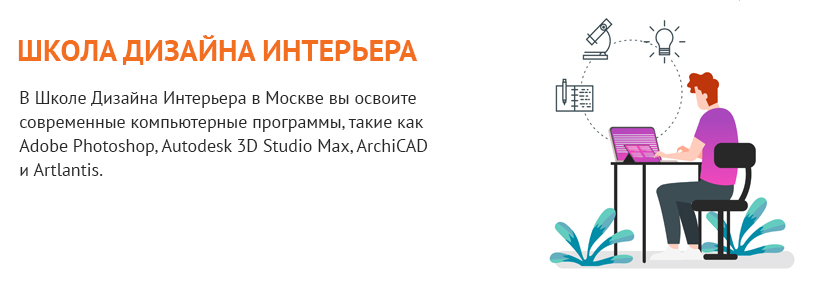 ШКОЛА ДИЗАЙНА ИНТЕРЬЕРА
В Школе Дизайна Интерьера в Москве вы освоите
современные компьютерные программы, такие как
Adobe Photoshop, Autodesk 3D Studio Max, ArchiCAD
и Artlantis.